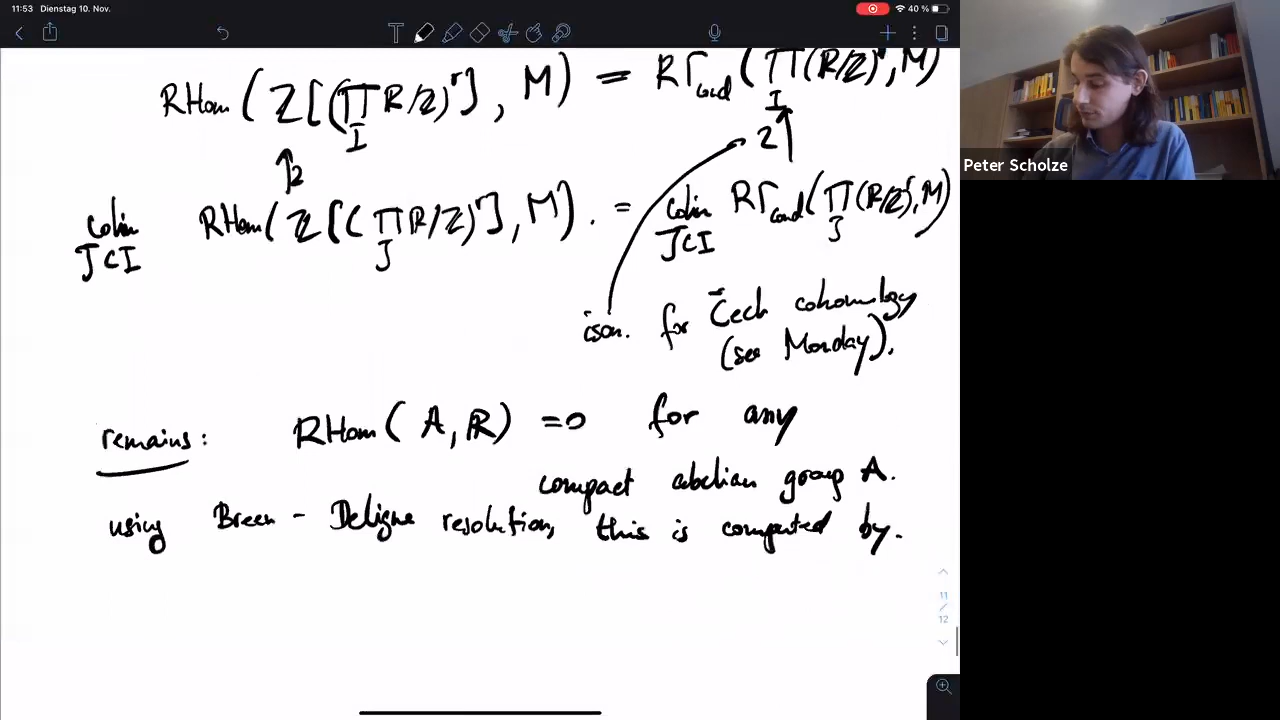 11:53 Dienstag 10. Nov.
40 %
RHom ( ℤ[(∏_I ℝ/ℤ)^r] , M ) = RΓ_cond ( ∏_I (ℝ/ℤ)^r, M )
colim_{J⊂I} RHom ( ℤ[(∏_J ℝ/ℤ)^r], M ) . = colim_{J⊂I} RΓ_cond ( ∏_J (ℝ/ℤ)^r, M )
isom. for Čech cohomology
(see Monday).
remains: RHom ( A, ℝ ) = 0 for any
compact abelian group A.
using Breen - Deligne resolution, this is computed by.
11
/
12
Peter Scholze